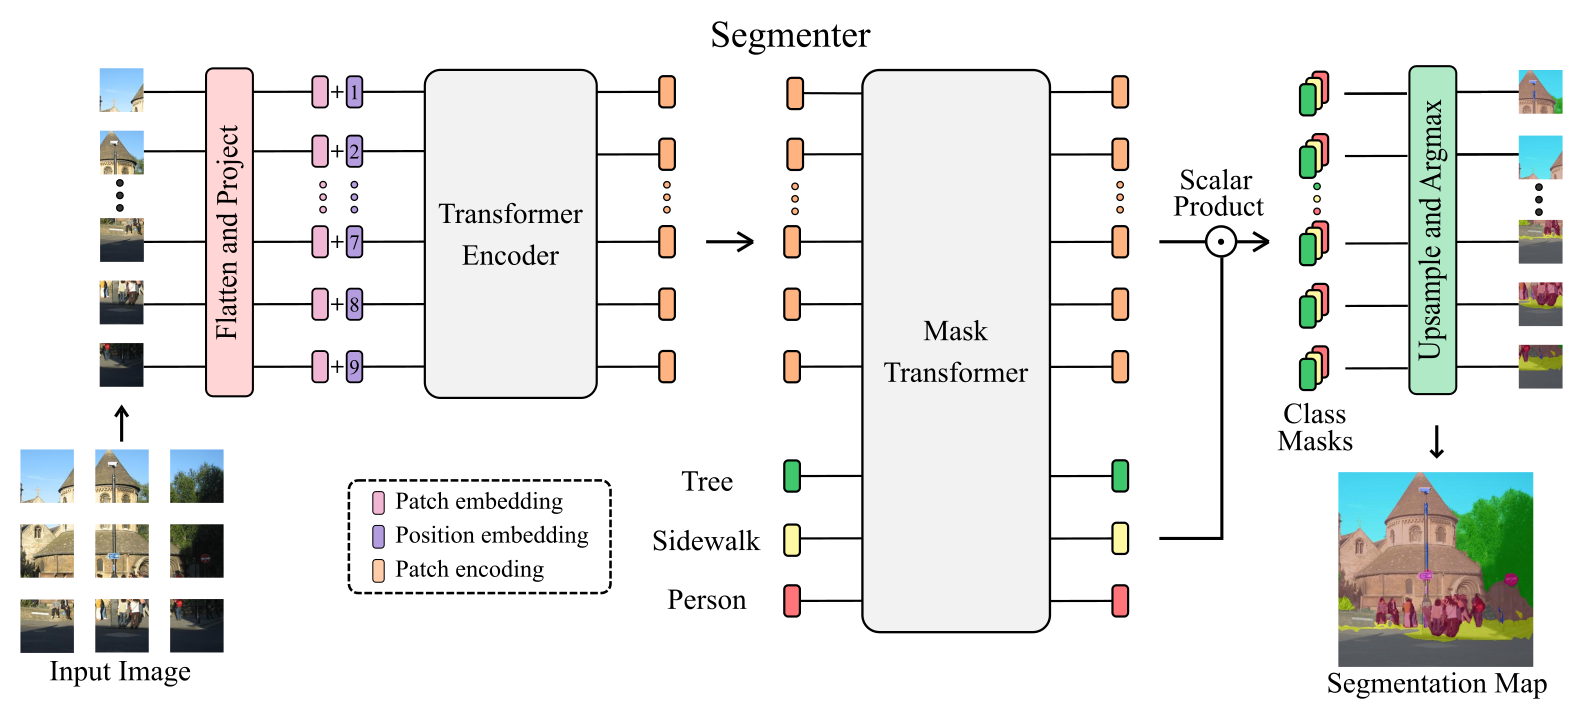 Segmenter
Flatten and Project
+ 1
+ 2
+ 7
+ 8
+ 9
Transformer
Encoder
Mask
Transformer
Scalar
Product
Upsample and Argmax
Class
Masks
Tree
Sidewalk
Person
Patch embedding
Position embedding
Patch encoding
Input Image
Segmentation Map